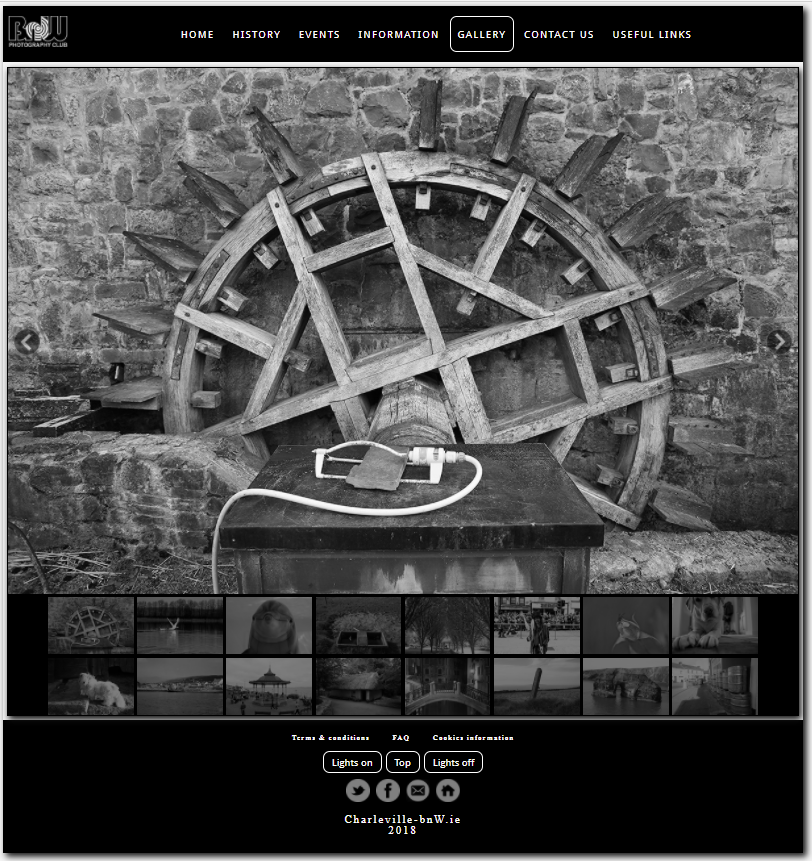 BnW
PHOTOGRAPHY CLUB
HOME HISTORY EVENTS INFORMATION GALLERY CONTACT US USEFUL LINKS
Terms & conditions FAQ Cookies information
Lights on Top Lights off
Charleville-bnW.ie
2018